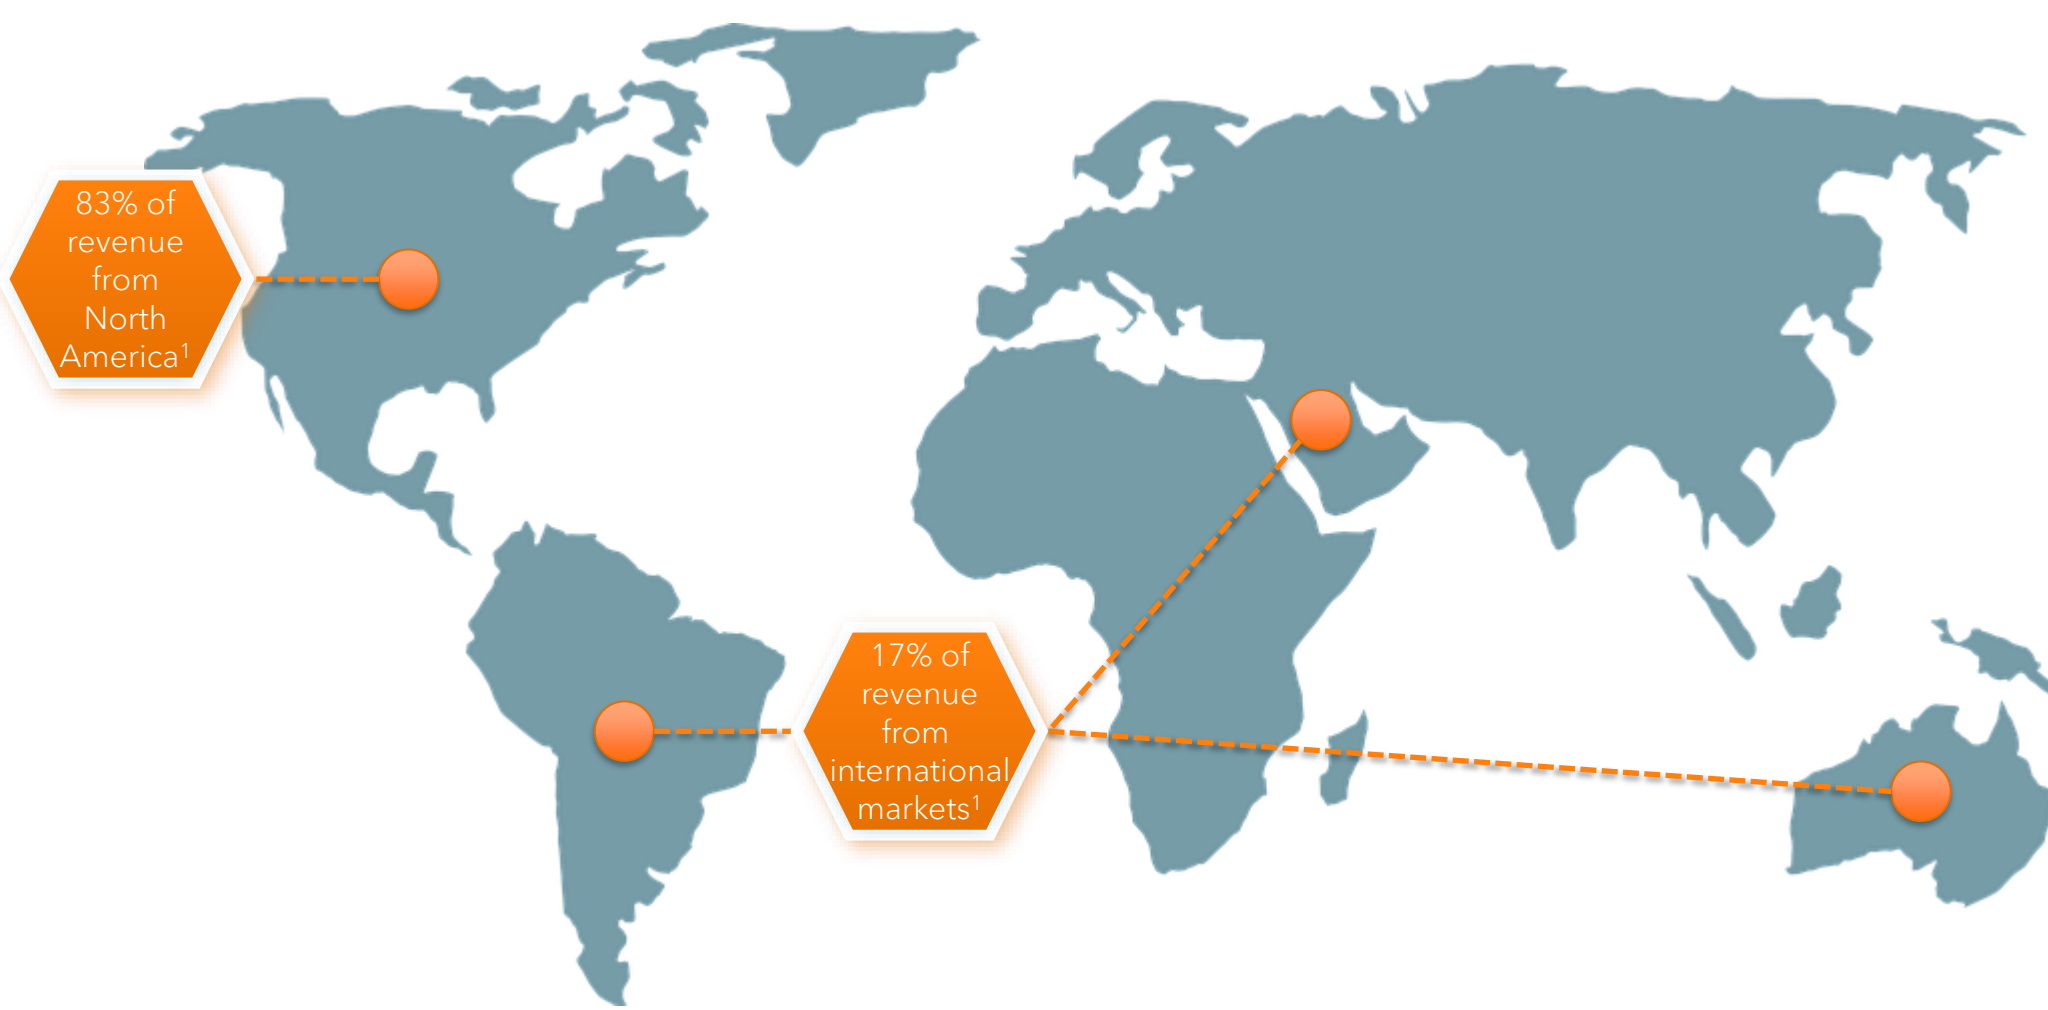 83% of
revenue
from
North
America¹
17% of
revenue
from
international
markets¹